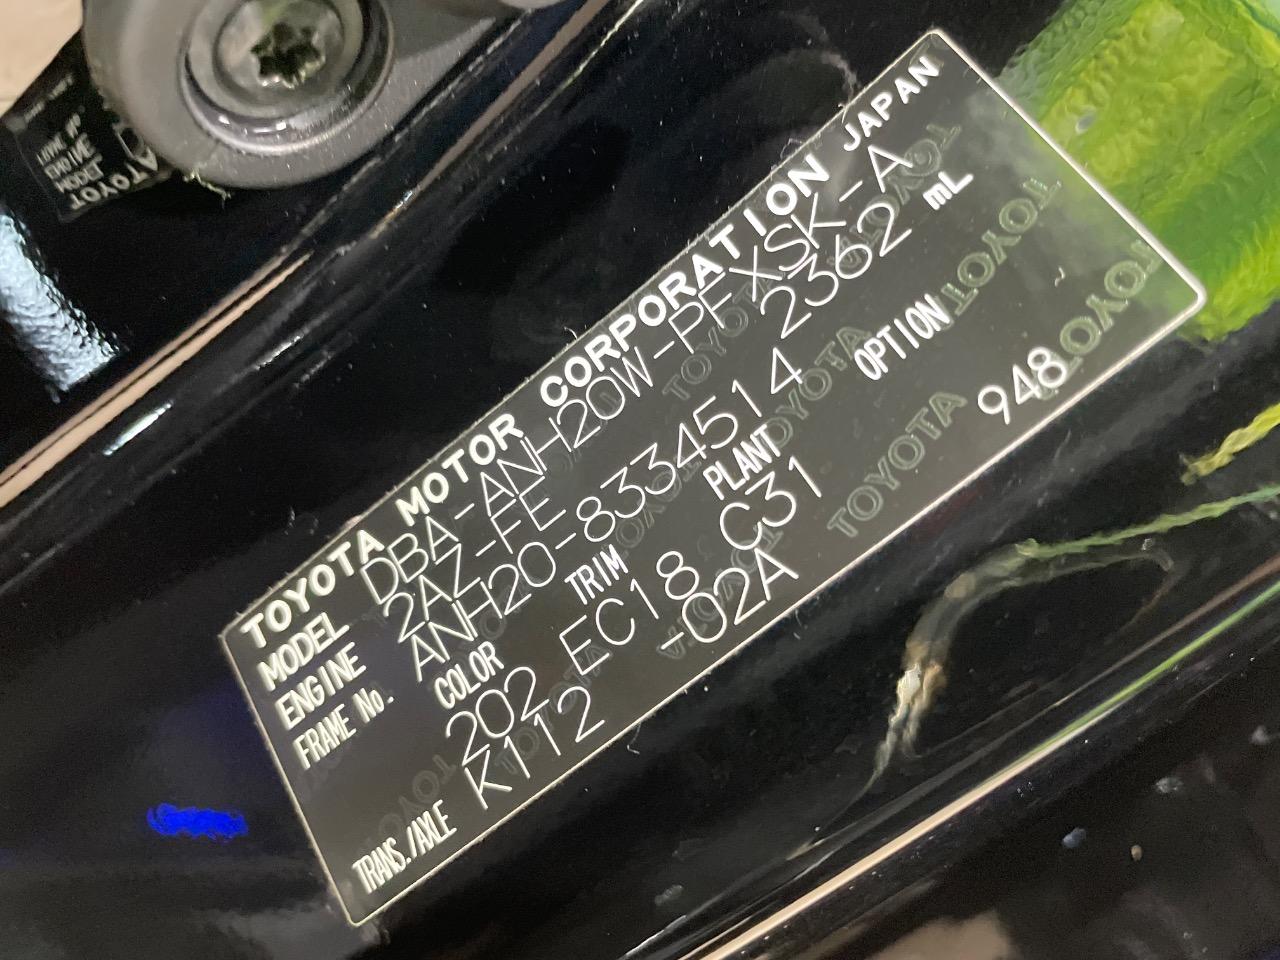 TOYOTA MOTOR CORPORATION JAPAN
MODEL DBA-ANH20W-PFXSK-A
ENGINE 2AZ-FE 2362 mL
FRAME No. ANH20-8334514
COLOR TRIM PLANT OPTION
202 EC18 C31 948
TRANS./AXLE K112 -02A